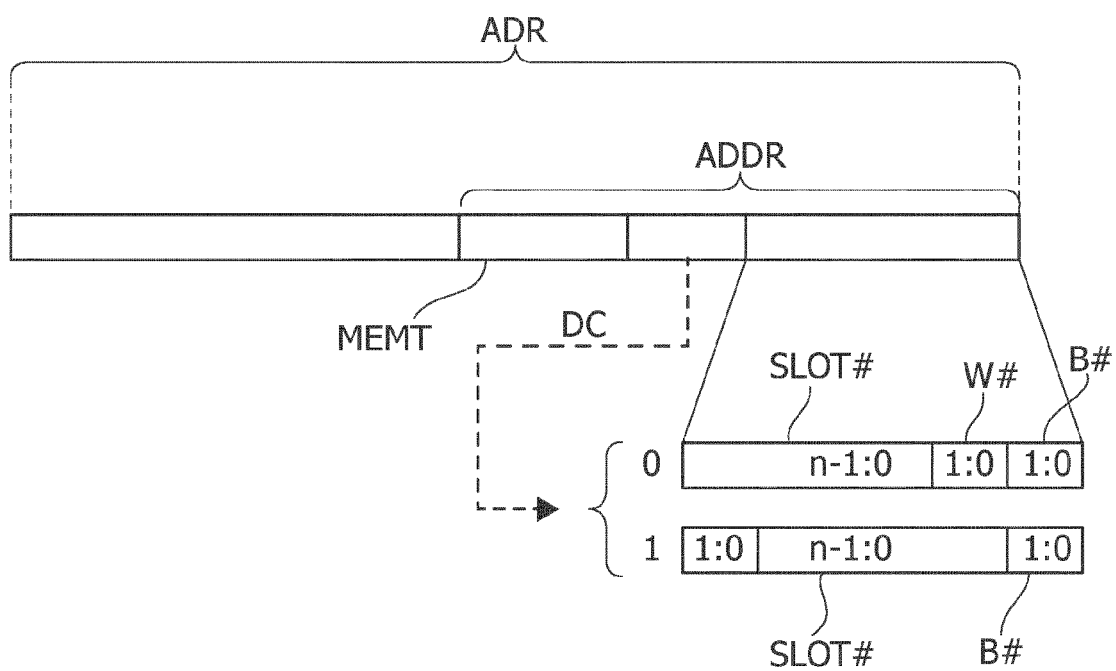 ADR
ADDR
MEMT
DC
SLOT# W# B#
0 n-1:0 1:0 1:0
1 1:0 n-1:0 1:0
SLOT# B#